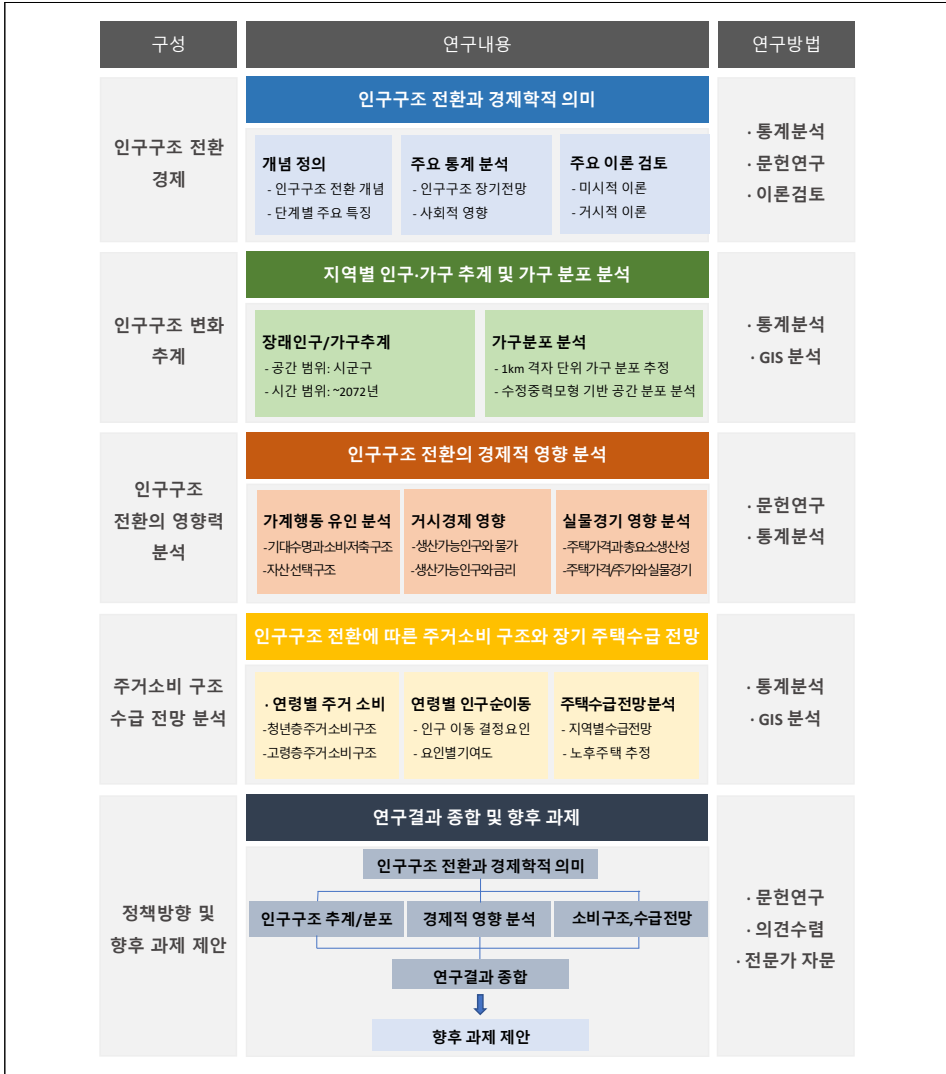 구성
연구내용
연구방법
인구구조 전환
경제
인구구조 전환과 경제학적 의미
개념 정의
- 인구구조 전환 개념
- 단계별 주요 특징
주요 통계 분석
- 인구구조 장기전망
- 사회적 영향
주요 이론 검토
- 미시적 이론
- 거시적 이론
· 통계분석
· 문헌연구
· 이론검토
인구구조 변화
추계
지역별 인구·가구 추계 및 가구 분포 분석
장래인구/가구추계
- 공간 범위: 시군구
- 시간 범위: ~2072년
가구분포 분석
- 1km 격자 단위 가구 분포 추정
- 수정중력모형 기반 공간 분포 분석
· 통계분석
· GIS 분석
인구구조
전환의 영향력
분석
인구구조 전환의 경제적 영향 분석
가계행동 유인 분석
-기대수명과소비저축구조
-자산선택구조
거시경제 영향
-생산가능인구와 물가
-생산가능인구와금리
실물경기 영향 분석
-주택가격과총요소생산성
-주택가격/주가와실물경기
· 문헌연구
· 통계분석
주거소비 구조
수급 전망 분석
인구구조 전환에 따른 주거소비 구조와 장기 주택수급 전망
· 연령별 주거 소비
-청년층주거소비구조
-고령층주거소비구조
연령별 인구순이동
- 인구 이동 결정요인
- 요인별기여도
주택수급전망분석
- 지역별수급전망
- 노후주택 추정
· 통계분석
· GIS 분석
정책방향 및
향후 과제 제안
연구결과 종합 및 향후 과제
인구구조 전환과 경제학적 의미
인구구조 추계/분포
경제적 영향 분석
소비구조,수급전망
연구결과 종합
향후 과제 제안
· 문헌연구
· 의견수렴
· 전문가 자문